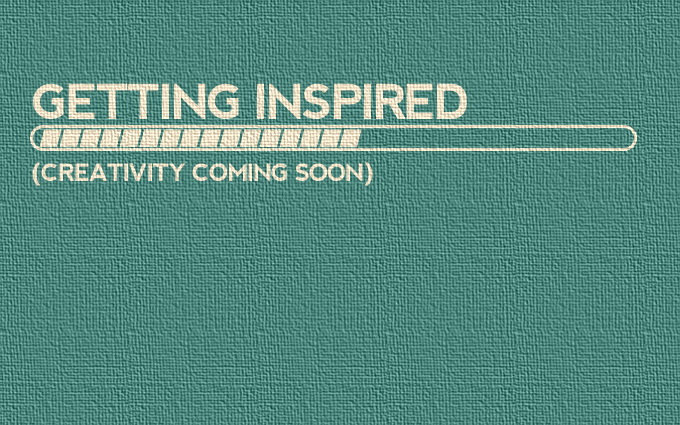 GETTING INSPIRED
(CREATIVITY COMING SOON)